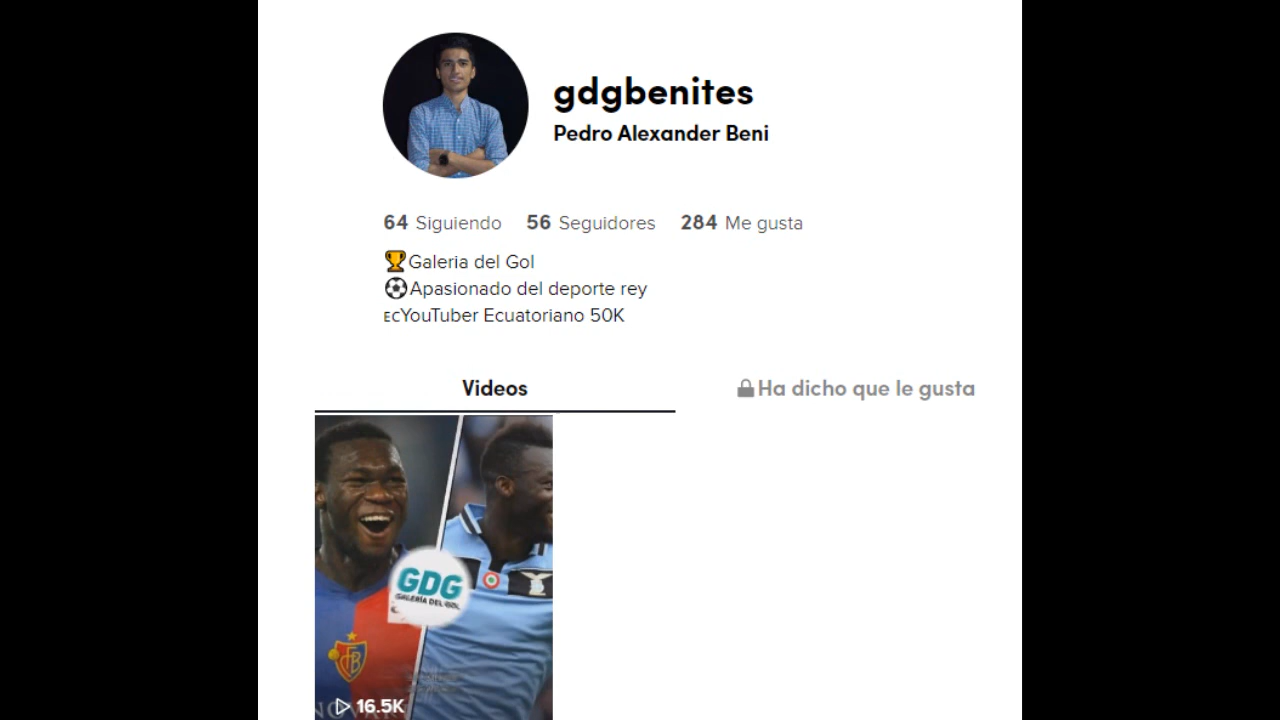 gdgbenites
Pedro Alexander Beni
64 Siguiendo 56 Seguidores 284 Me gusta
🏆Galeria del Gol
⚽Apasionado del deporte rey
ECYouTuber Ecuatoriano 50K
Videos
Ha dicho que le gusta
GDG
GALERÍA DEL GOL
FCB
16.5K